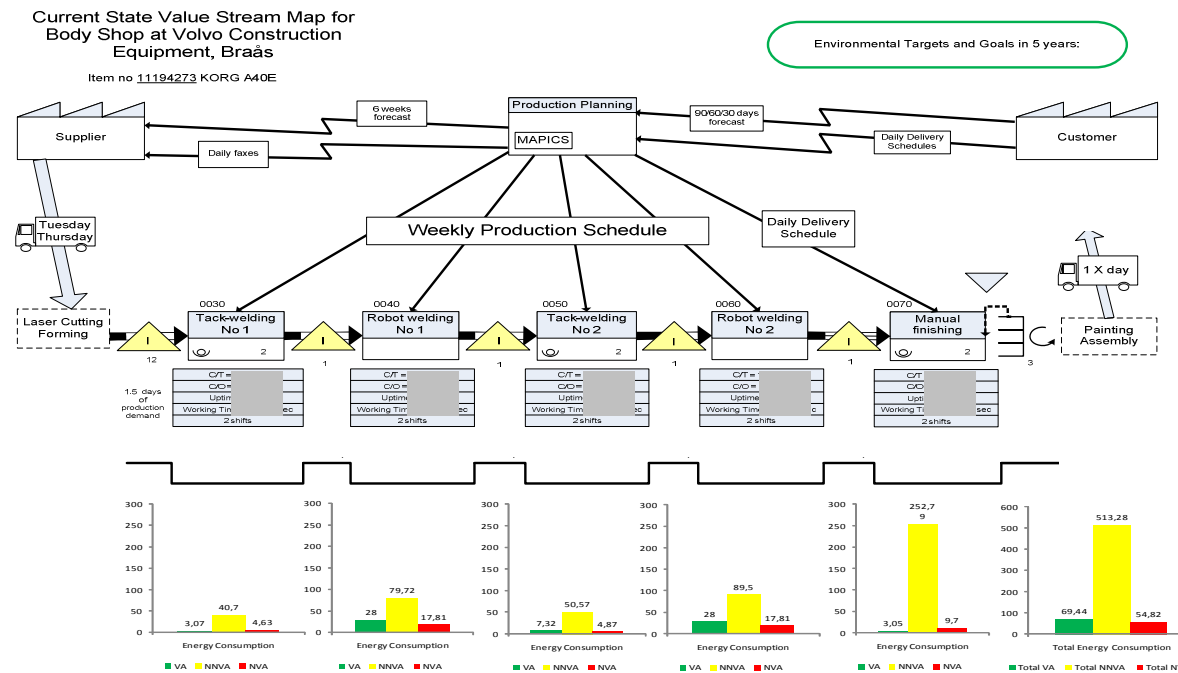 Current State Value Stream Map for
Body Shop at Volvo Construction
Equipment, Braås
Item no 11194273 KORG A40E
Environmental Targets and Goals in 5 years:
Supplier
6 weeks
forecast
Daily faxes
Production Planning
MAPICS
90/60/30 days
forecast
Daily Delivery
Schedules
Customer
Tuesday
Thursday
Weekly Production Schedule
Daily Delivery
Schedule
1 X day
Laser Cutting
Forming
I
12
0030
Tack-welding
No 1
2
I
1
0040
Robot welding
No 1
I
1
0050
Tack-welding
No 2
2
I
1
0060
Robot welding
No 2
I
1
0070
Manual
finishing
2
3
Painting
Assembly
1.5 days
of
production
demand
C/T =
C/O =
Uptim
Working Tim ec
2 shifts
C/T =
C/O =
Uptime
Working Time sec
2 shifts
C/T =
C/O =
Uptim
Working Tim ec
2 shifts
C/T =
C/O =
Uptime
Working Tim ec
2 shifts
C/T
C/O
Upti
Working Ti sec
2 shifts
300
250
200
150
100
50
0
3,07
40,7
4,63
Energy Consumption
VA NNVA NVA
300
250
200
150
100
50
0
28
79,72
17,81
Energy Consumption
VA NNVA NVA
300
250
200
150
100
50
0
7,32
50,57
4,87
Energy Consumption
VA NNVA NVA
300
250
200
150
100
50
0
28
89,5
17,81
Energy Consumption
VA NNVA NVA
300
250
200
150
100
50
0
3,05
252,7
9
9,7
Energy Consumption
VA NNVA NVA
600
500
400
300
200
100
0
69,44
513,28
54,82
Total Energy Consumption
Total VA Total NNVA Total N